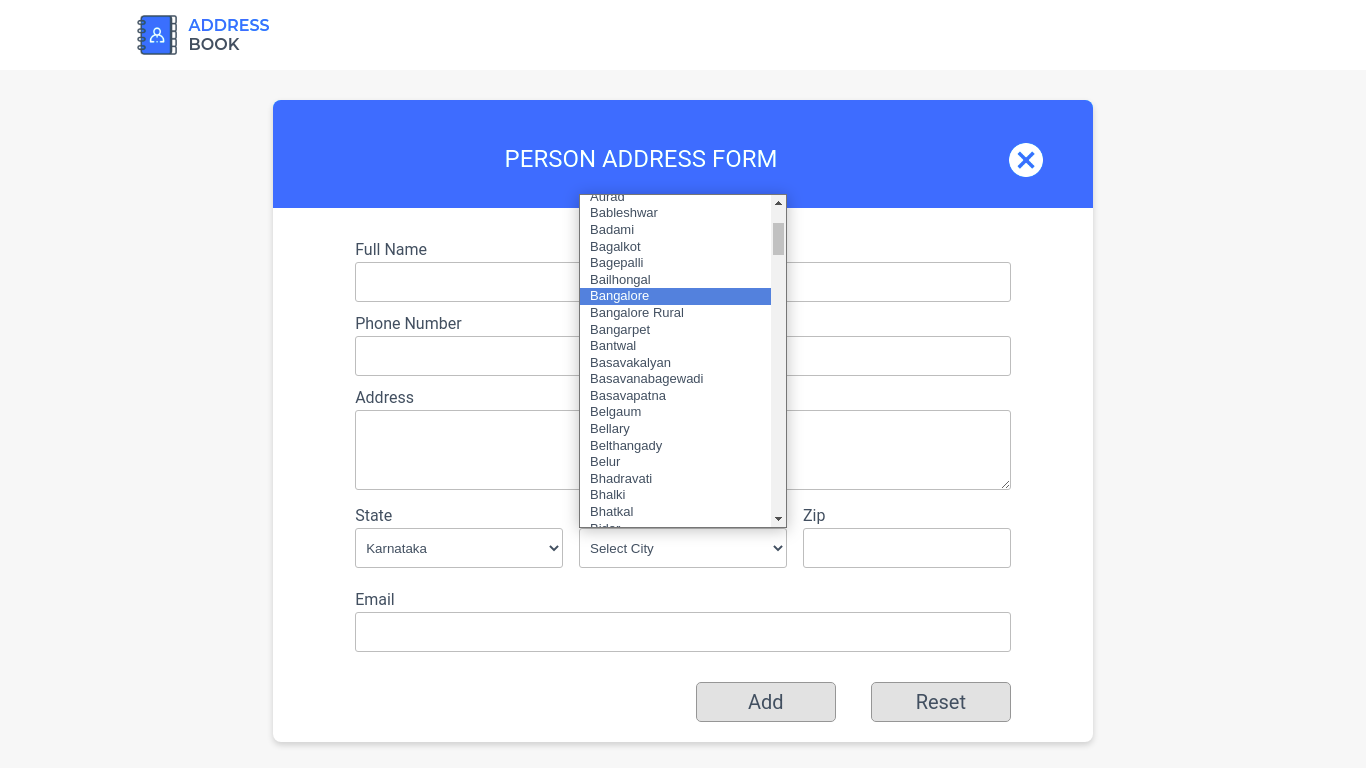 ADDRESS
BOOK
PERSON ADDRESS FORM
Aurad
Bableshwar
Badami
Bagalkot
Bagepalli
Bailhongal
Bangalore
Bangalore Rural
Bangarpet
Bantwal
Basavakalyan
Basavanabagewadi
Basavapatna
Belgaum
Bellary
Belthangady
Belur
Bhadravati
Bhalki
Bhatkal
Bidar
Full Name
Phone Number
Address
State
Zip
Karnataka
Select City
Email
Add
Reset